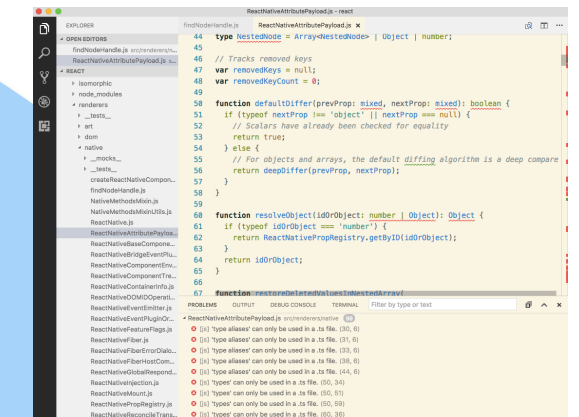 ReactNativeAttributePayload.js - react
EXPLORER
OPEN EDITORS
findNodeHandle.js src/renderers/n...
ReactNativeAttributePayload.js s...
REACT
isomorphic
node_modules
renderers
__tests__
art
dom
native
__mocks__
__tests__
createReactNativeCompon...
findNodeHandle.js
NativeMethodsMixin.js
NativeMethodsMixinUtils.js
ReactNative.js
ReactNativeAttributePayloa...
ReactNativeBaseCompone...
ReactNativeBridgeEventPlu...
ReactNativeComponentEnv...
ReactNativeComponentTre...
ReactNativeContainerInfo.js
ReactNativeDOMIDOperati...
ReactNativeEventEmitter.js
ReactNativeEventPluginOr...
ReactNativeFeatureFlags.js
ReactNativeFiber.js
ReactNativeFiberErrorDialo...
ReactNativeFiberHostCom...
ReactNativeGlobalRespond...
ReactNativeInjection.js
ReactNativeMount.js
ReactNativePropRegistry.js
ReactNativeReconcileTrans...
findNodeHandle.js ReactNativeAttributePayload.js ×
44 type NestedNode = Array<NestedNode> | Object | number;
45
46 // Tracks removed keys
47 var removedKeys = null;
48 var removedKeyCount = 0;
49
50 function defaultDiffer(prevProp: mixed, nextProp: mixed): boolean {
51 if (typeof nextProp !== 'object' || nextProp === null) {
52 // Scalars have already been checked for equality
53 return true;
54 } else {
55 // For objects and arrays, the default diffing algorithm is a deep compare
56 return deepDiffer(prevProp, nextProp);
57 }
58 }
59
60 function resolveObject(idOrObject: number | Object): Object {
61 if (typeof idOrObject === 'number') {
62 return ReactNativePropRegistry.getByID(idOrObject);
63 }
64 return idOrObject;
65 }
66
67 function restoreDeletedValuesInNestedArray(
PROBLEMS OUTPUT DEBUG CONSOLE TERMINAL Filter by type or text
ReactNativeAttributePayload.js src/renderers/native
[js] 'type aliases' can only be used in a .ts file. (30, 6)
[js] 'type aliases' can only be used in a .ts file. (31, 6)
[js] 'type aliases' can only be used in a .ts file. (33, 6)
[js] 'type aliases' can only be used in a .ts file. (38, 6)
[js] 'type aliases' can only be used in a .ts file. (44, 6)
[js] 'types' can only be used in a .ts file. (50, 34)
[js] 'types' can only be used in a .ts file. (50, 51)
[js] 'types' can only be used in a .ts file. (50, 59)
[js] 'types' can only be used in a .ts file. (60, 36)